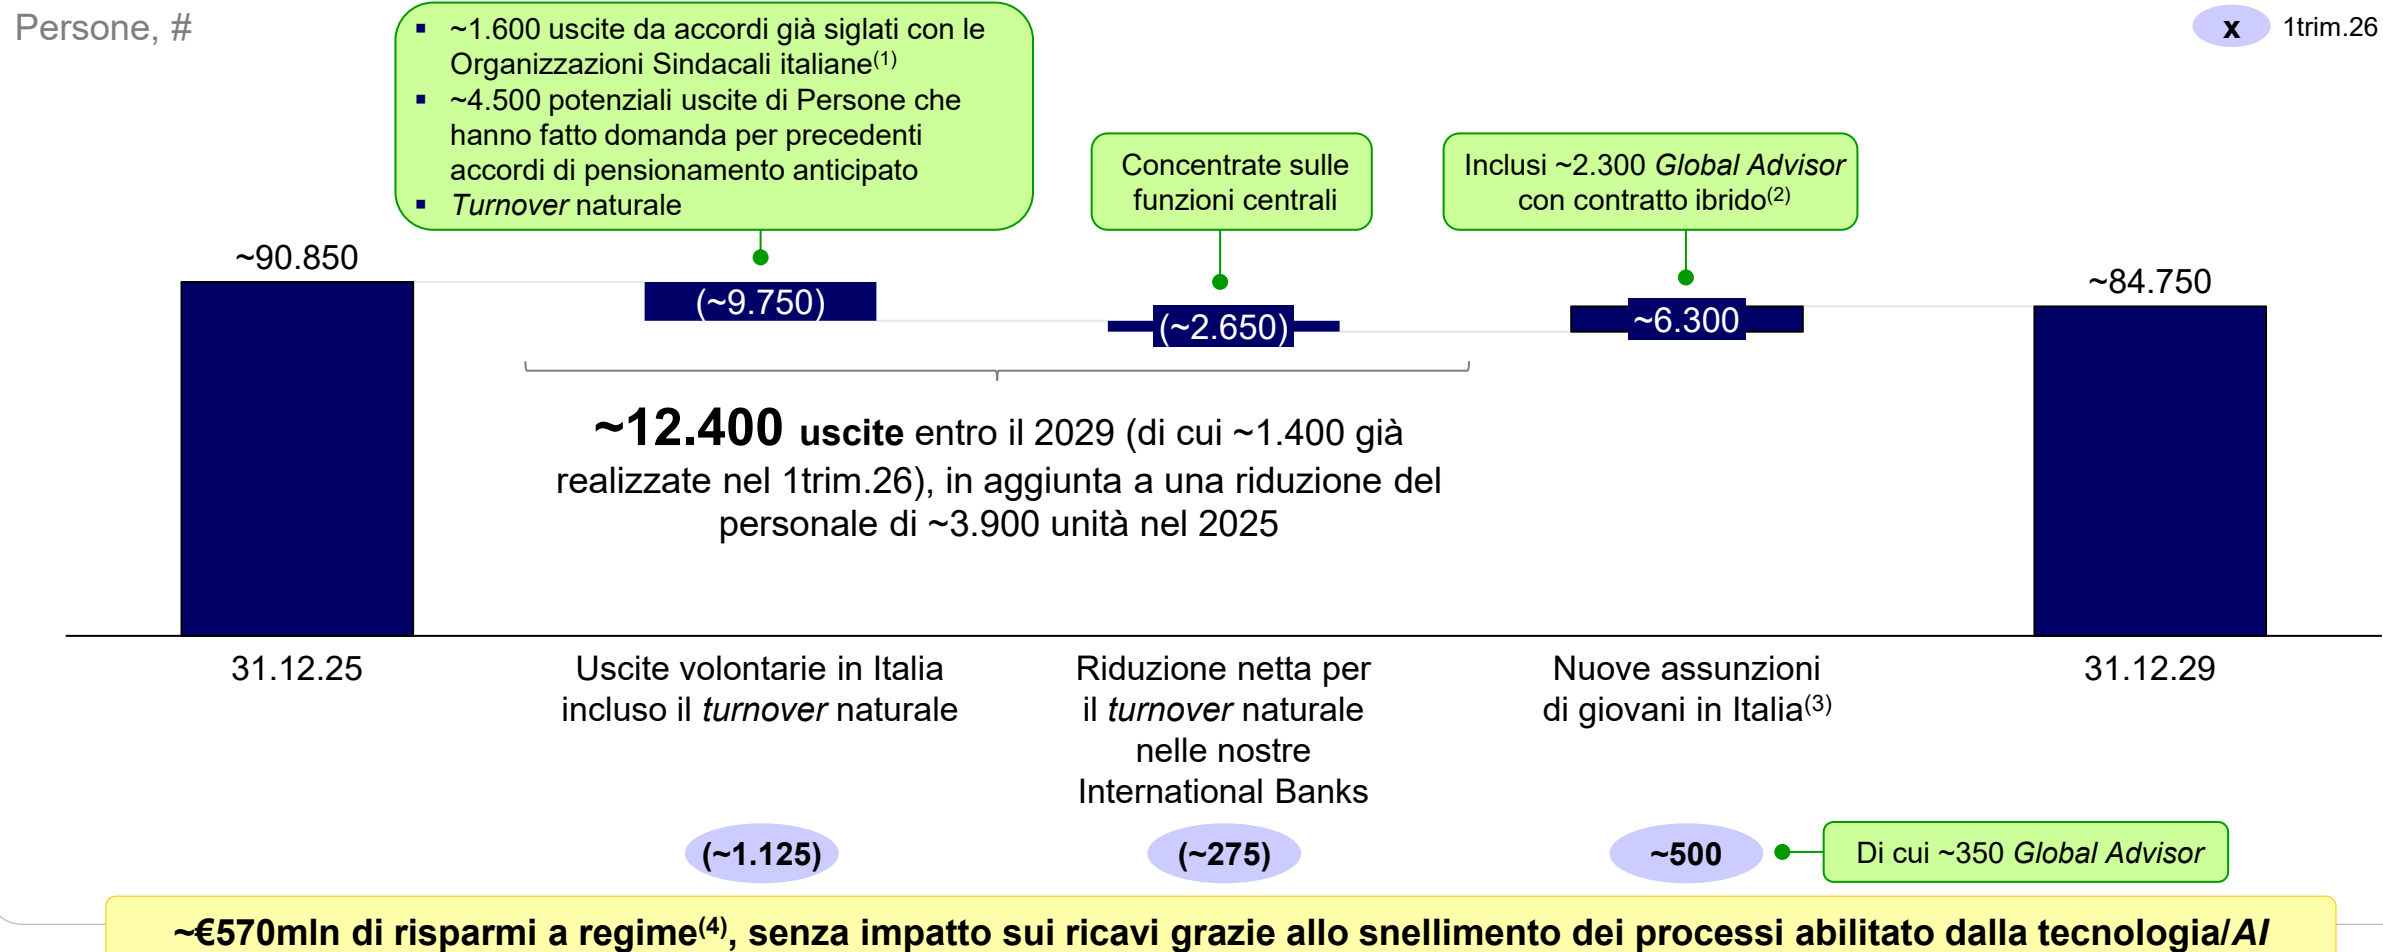 Persone, #
x 1trim.26
▪ ~1.600 uscite da accordi già siglati con le
Organizzazioni Sindacali italiane(1)
▪ ~4.500 potenziali uscite di Persone che
hanno fatto domanda per precedenti
accordi di pensionamento anticipato
▪ Turnover naturale
Concentrate sulle
funzioni centrali
Inclusi ~2.300 Global Advisor
con contratto ibrido(2)
~90.850
(~9.750)
(~2.650)
~6.300
~84.750
~12.400 uscite entro il 2029 (di cui ~1.400 già
realizzate nel 1trim.26), in aggiunta a una riduzione del
personale di ~3.900 unità nel 2025
31.12.25
Uscite volontarie in Italia
incluso il turnover naturale
Riduzione netta per
il turnover naturale
nelle nostre
International Banks
Nuove assunzioni
di giovani in Italia(3)
31.12.29
(~1.125)
(~275)
~500
Di cui ~350 Global Advisor
~€570mln di risparmi a regime(4), senza impatto sui ricavi grazie allo snellimento dei processi abilitato dalla tecnologia/AI